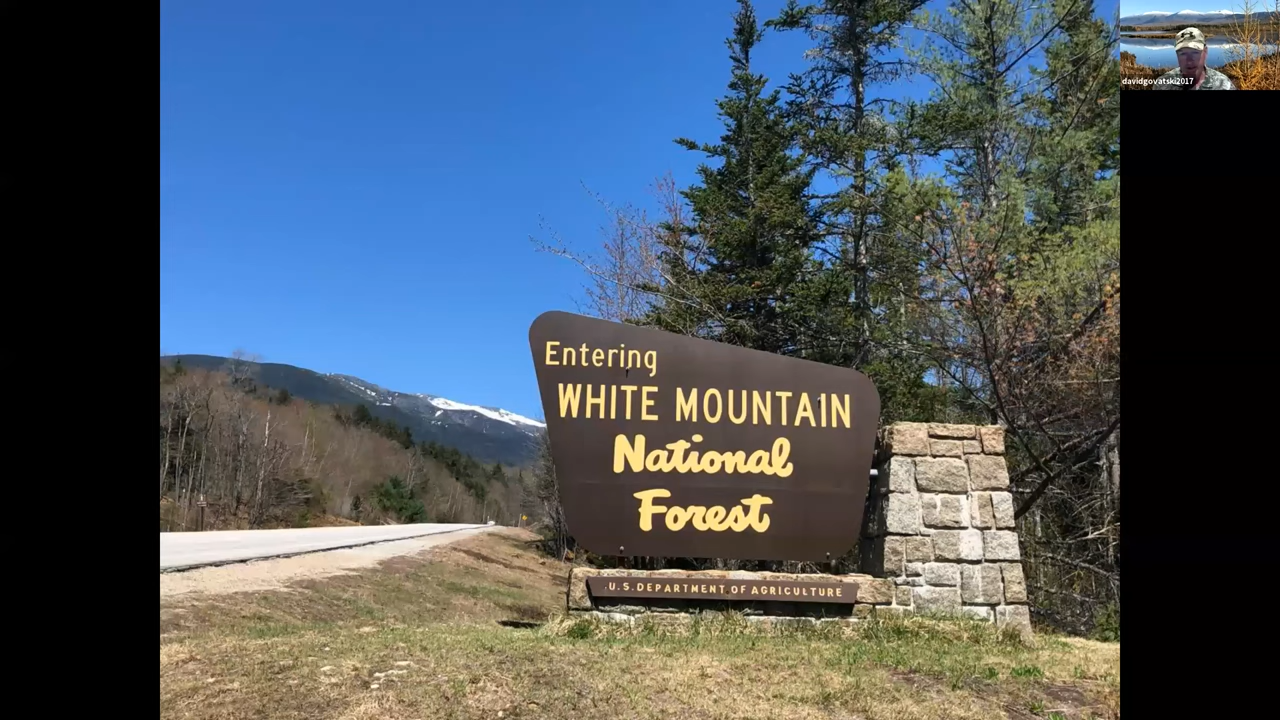 davidgovatski2017
Entering
WHITE MOUNTAIN
National
Forest
U.S. DEPARTMENT OF AGRICULTURE